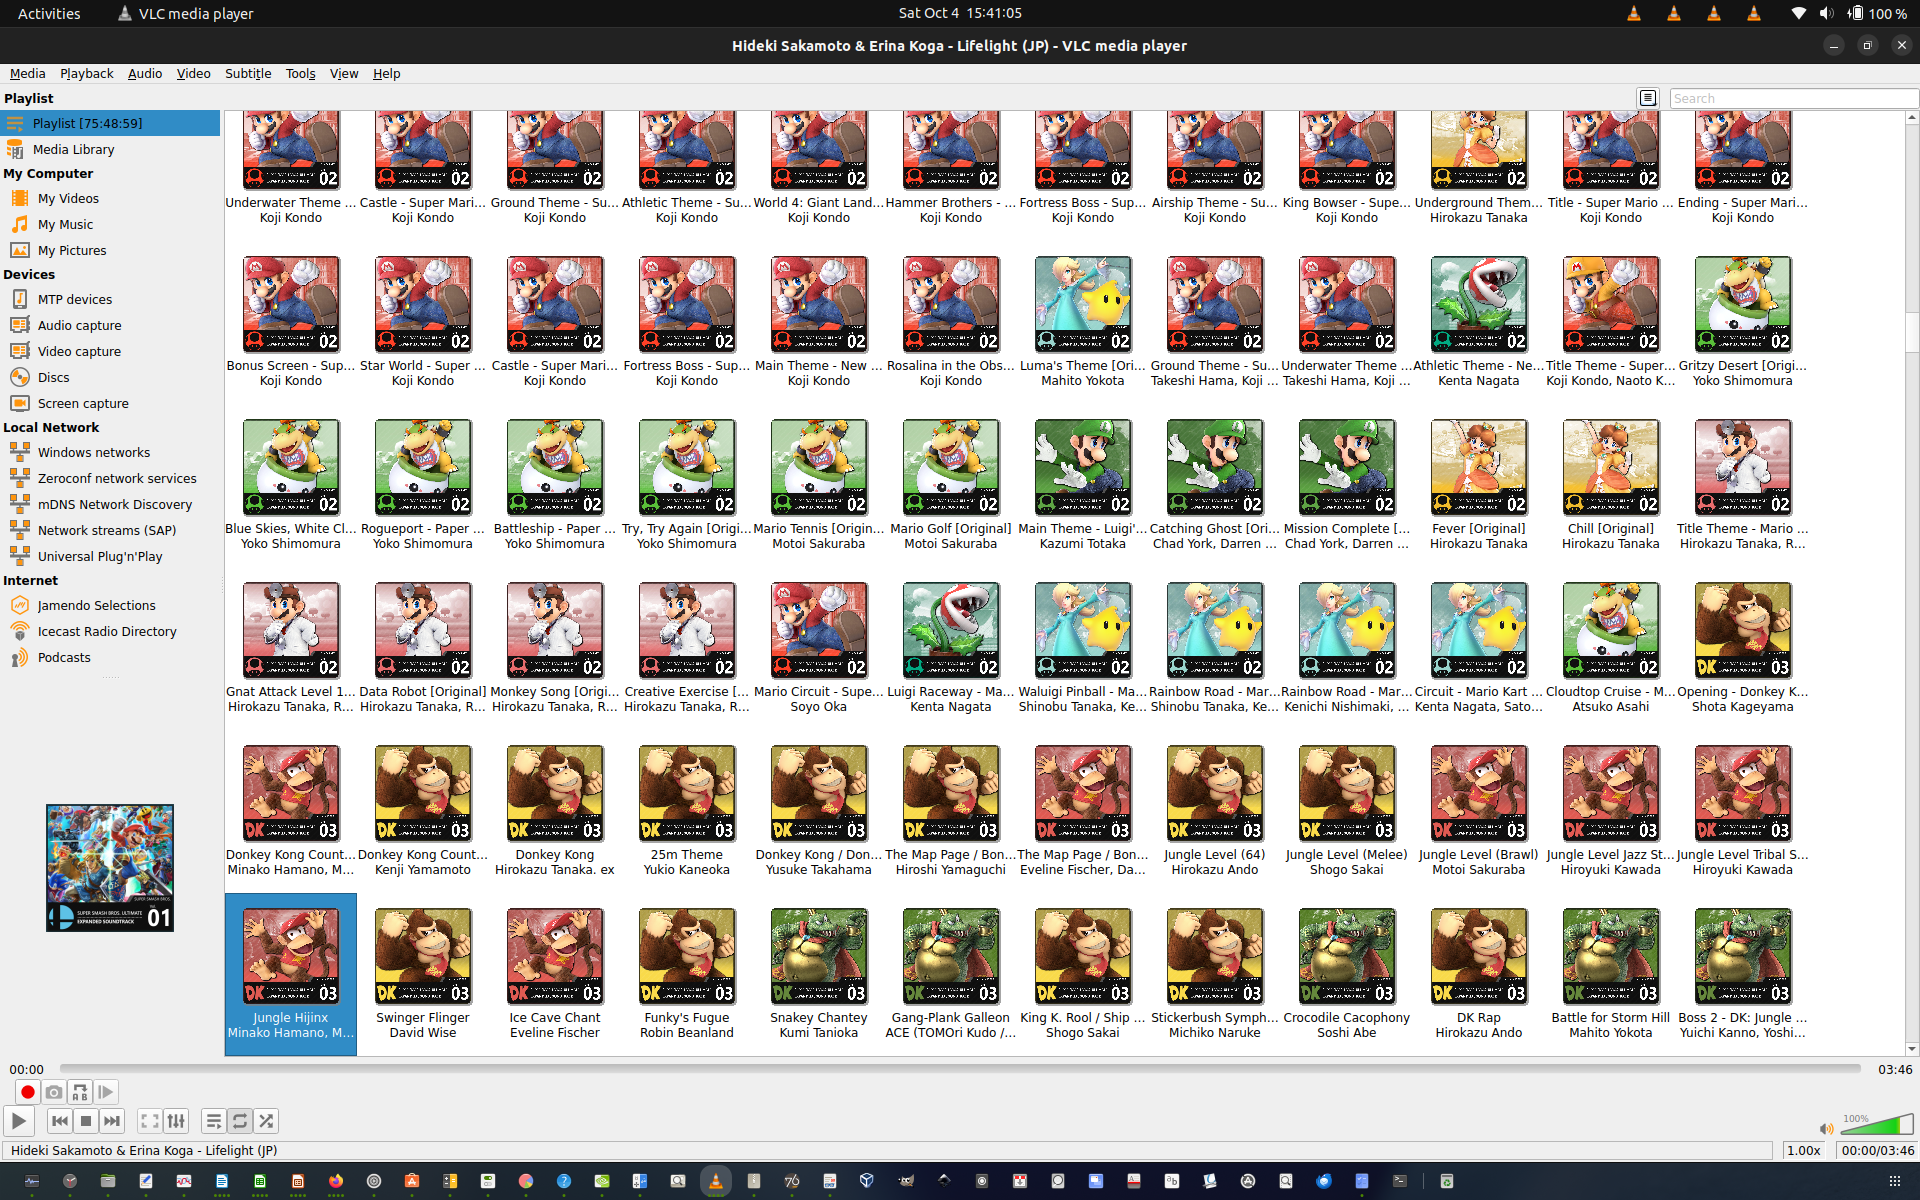 Activities
VLC media player
Sat Oct 4 15:41:05
100 %
Hideki Sakamoto & Erina Koga - Lifelight (JP) - VLC media player
Media Playback Audio Video Subtitle Tools View Help
Playlist
Search
Playlist [75:48:59]
Media Library
My Computer
My Videos
My Music
My Pictures
Devices
MTP devices
Audio capture
Video capture
Discs
Screen capture
Local Network
Windows networks
Zeroconf network services
mDNS Network Discovery
Network streams (SAP)
Universal Plug'n'Play
Internet
Jamendo Selections
Icecast Radio Directory
Podcasts
SUPER SMASH BROS. ULTIMATE
EXPANDED SOUNDTRACK
01
02 02 02 02 02 02 02 02 02 02 02 02
Underwater Theme ... Castle - Super Mari... Ground Theme - Su... Athletic Theme - Su... World 4: Giant Land... Hammer Brothers - ... Fortress Boss - Sup... Airship Theme - Su... King Bowser - Supe... Underground Them... Title - Super Mario ... Ending - Super Mari...
Koji Kondo Koji Kondo Koji Kondo Koji Kondo Koji Kondo Koji Kondo Koji Kondo Koji Kondo Koji Kondo Hirokazu Tanaka Koji Kondo Koji Kondo
02 02 02 02 02 02 02 02 02 02 02 02
Bonus Screen - Sup... Star World - Super ... Castle - Super Mari... Fortress Boss - Sup... Main Theme - New ... Rosalina in the Obs... Luma's Theme [Ori... Ground Theme - Su... Underwater Theme ... Athletic Theme - Ne... Title Theme - Super... Gritzy Desert [Origi...
Koji Kondo Koji Kondo Koji Kondo Koji Kondo Koji Kondo Koji Kondo Mahito Yokota Takeshi Hama, Koji ... Takeshi Hama, Koji ... Kenta Nagata Koji Kondo, Naoto K... Yoko Shimomura
02 02 02 02 02 02 02 02 02 02 02 02
Blue Skies, White Cl... Rogueport - Paper ... Battleship - Paper ... Try, Try Again [Origi... Mario Tennis [Origin... Mario Golf [Original] Main Theme - Luigi'... Catching Ghost [Ori... Mission Complete [... Fever [Original] Chill [Original] Title Theme - Mario ...
Yoko Shimomura Yoko Shimomura Yoko Shimomura Yoko Shimomura Motoi Sakuraba Motoi Sakuraba Kazumi Totaka Chad York, Darren ... Chad York, Darren ... Hirokazu Tanaka Hirokazu Tanaka Hirokazu Tanaka, R...
02 02 02 02 02 02 02 02 02 02 02 DK 03
Gnat Attack Level 1... Data Robot [Original] Monkey Song [Origi... Creative Exercise [... Mario Circuit - Supe... Luigi Raceway - Ma... Waluigi Pinball - Ma... Rainbow Road - Mar... Rainbow Road - Mar... Circuit - Mario Kart ... Cloudtop Cruise - M... Opening - Donkey K...
Hirokazu Tanaka, R... Hirokazu Tanaka, R... Hirokazu Tanaka, R... Hirokazu Tanaka, R... Soyo Oka Kenta Nagata Shinobu Tanaka, Ke... Shinobu Tanaka, Ke... Kenichi Nishimaki, ... Kenta Nagata, Sato... Atsuko Asahi Shota Kageyama
DK 03 DK 03 DK 03 DK 03 DK 03 DK 03 DK 03 DK 03 DK 03 DK 03 DK 03 DK 03
Donkey Kong Count... Donkey Kong Count... Donkey Kong 25m Theme Donkey Kong / Don... The Map Page / Bon... The Map Page / Bon... Jungle Level (64) Jungle Level (Melee) Jungle Level (Brawl) Jungle Level Jazz St... Jungle Level Tribal S...
Minako Hamano, M... Kenji Yamamoto Hirokazu Tanaka. ex Yukio Kaneoka Yusuke Takahama Hiroshi Yamaguchi Eveline Fischer, Da... Hirokazu Ando Shogo Sakai Motoi Sakuraba Hiroyuki Kawada Hiroyuki Kawada
DK 03 DK 03 DK 03 DK 03 DK 03 DK 03 DK 03 DK 03 DK 03 DK 03 DK 03 DK 03
Jungle Hijinx Swinger Flinger Ice Cave Chant Funky's Fugue Snakey Chantey Gang-Plank Galleon King K. Rool / Ship ... Stickerbush Symph... Crocodile Cacophony DK Rap Battle for Storm Hill Boss 2 - DK: Jungle ...
Minako Hamano, M... David Wise Eveline Fischer Robin Beanland Kumi Tanioka ACE (TOMOri Kudo /... Shogo Sakai Michiko Naruke Soshi Abe Hirokazu Ando Mahito Yokota Yuichi Kanno, Yoshi...
00:00
03:46
100%
Hideki Sakamoto & Erina Koga - Lifelight (JP)
1.00x
00:00/03:46